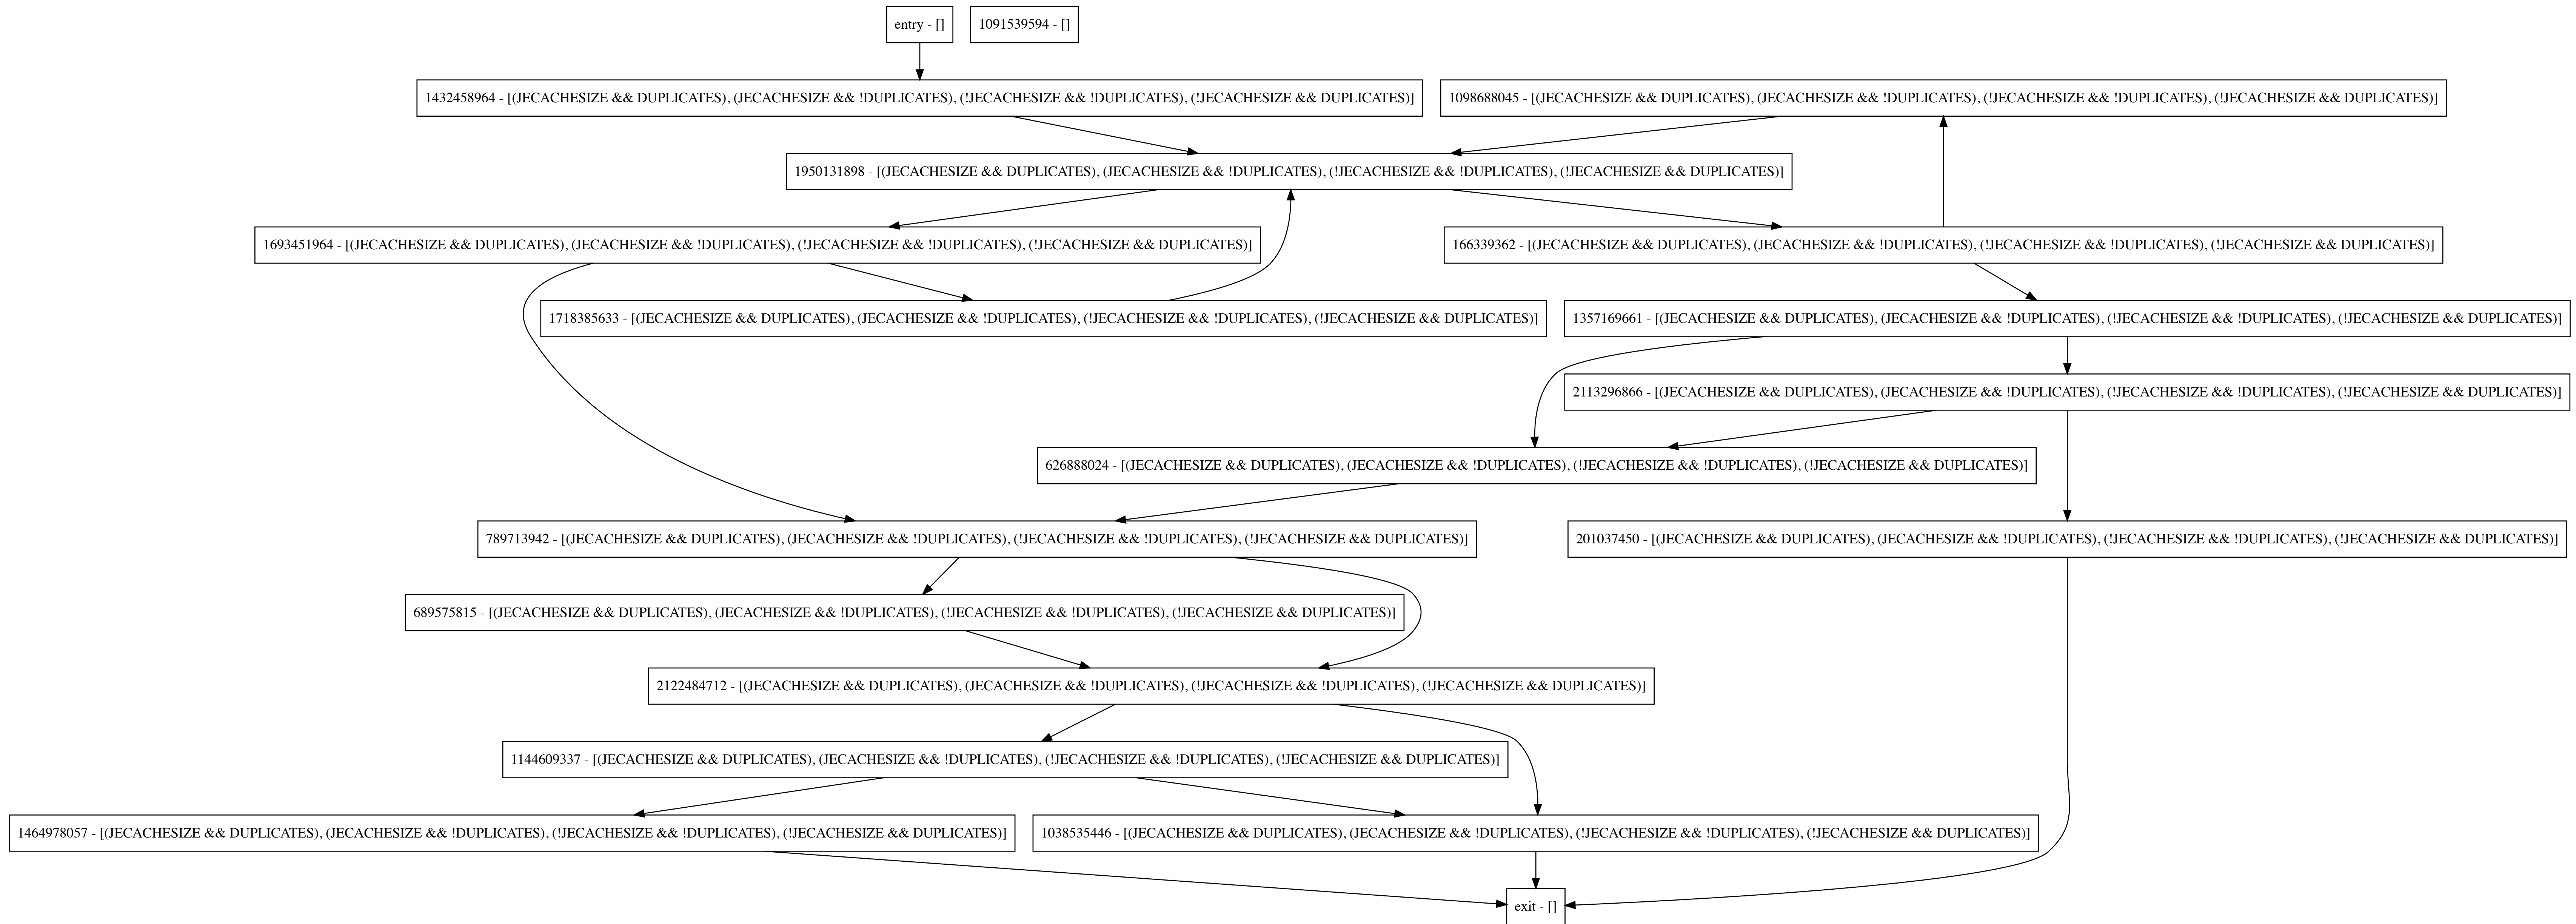 entry - []
1091539594 - []
1432458964 - [(JECACHESIZE && DUPLICATES), (JECACHESIZE && !DUPLICATES), (!JECACHESIZE && !DUPLICATES), (!JECACHESIZE && DUPLICATES)]
1098688045 - [(JECACHESIZE && DUPLICATES), (JECACHESIZE && !DUPLICATES), (!JECACHESIZE && !DUPLICATES), (!JECACHESIZE && DUPLICATES)]
1950131898 - [(JECACHESIZE && DUPLICATES), (JECACHESIZE && !DUPLICATES), (!JECACHESIZE && !DUPLICATES), (!JECACHESIZE && DUPLICATES)]
1693451964 - [(JECACHESIZE && DUPLICATES), (JECACHESIZE && !DUPLICATES), (!JECACHESIZE && !DUPLICATES), (!JECACHESIZE && DUPLICATES)]
166339362 - [(JECACHESIZE && DUPLICATES), (JECACHESIZE && !DUPLICATES), (!JECACHESIZE && !DUPLICATES), (!JECACHESIZE && DUPLICATES)]
1718385633 - [(JECACHESIZE && DUPLICATES), (JECACHESIZE && !DUPLICATES), (!JECACHESIZE && !DUPLICATES), (!JECACHESIZE && DUPLICATES)]
1357169661 - [(JECACHESIZE && DUPLICATES), (JECACHESIZE && !DUPLICATES), (!JECACHESIZE && !DUPLICATES), (!JECACHESIZE && DUPLICATES)]
2113296866 - [(JECACHESIZE && DUPLICATES), (JECACHESIZE && !DUPLICATES), (!JECACHESIZE && !DUPLICATES), (!JECACHESIZE && DUPLICATES)]
626888024 - [(JECACHESIZE && DUPLICATES), (JECACHESIZE && !DUPLICATES), (!JECACHESIZE && !DUPLICATES), (!JECACHESIZE && DUPLICATES)]
789713942 - [(JECACHESIZE && DUPLICATES), (JECACHESIZE && !DUPLICATES), (!JECACHESIZE && !DUPLICATES), (!JECACHESIZE && DUPLICATES)]
201037450 - [(JECACHESIZE && DUPLICATES), (JECACHESIZE && !DUPLICATES), (!JECACHESIZE && !DUPLICATES), (!JECACHESIZE && DUPLICATES)]
689575815 - [(JECACHESIZE && DUPLICATES), (JECACHESIZE && !DUPLICATES), (!JECACHESIZE && !DUPLICATES), (!JECACHESIZE && DUPLICATES)]
2122484712 - [(JECACHESIZE && DUPLICATES), (JECACHESIZE && !DUPLICATES), (!JECACHESIZE && !DUPLICATES), (!JECACHESIZE && DUPLICATES)]
1144609337 - [(JECACHESIZE && DUPLICATES), (JECACHESIZE && !DUPLICATES), (!JECACHESIZE && !DUPLICATES), (!JECACHESIZE && DUPLICATES)]
1464978057 - [(JECACHESIZE && DUPLICATES), (JECACHESIZE && !DUPLICATES), (!JECACHESIZE && !DUPLICATES), (!JECACHESIZE && DUPLICATES)]
1038535446 - [(JECACHESIZE && DUPLICATES), (JECACHESIZE && !DUPLICATES), (!JECACHESIZE && !DUPLICATES), (!JECACHESIZE && DUPLICATES)]
exit - []